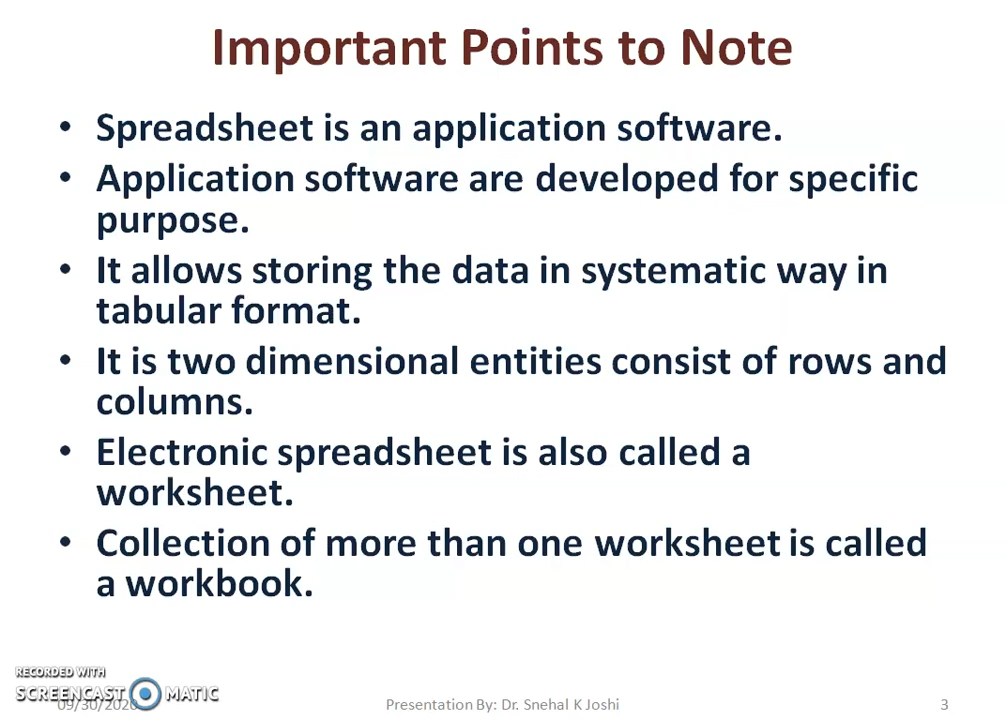 Important Points to Note
• Spreadsheet is an application software.
• Application software are developed for specific
purpose.
• It allows storing the data in systematic way in
tabular format.
• It is two dimensional entities consist of rows and
columns.
• Electronic spreadsheet is also called a
worksheet.
• Collection of more than one worksheet is called
a workbook.
RECORDED WITH
SCREENCAST MATIC
09/30/2020
Presentation By: Dr. Snehal K Joshi
3